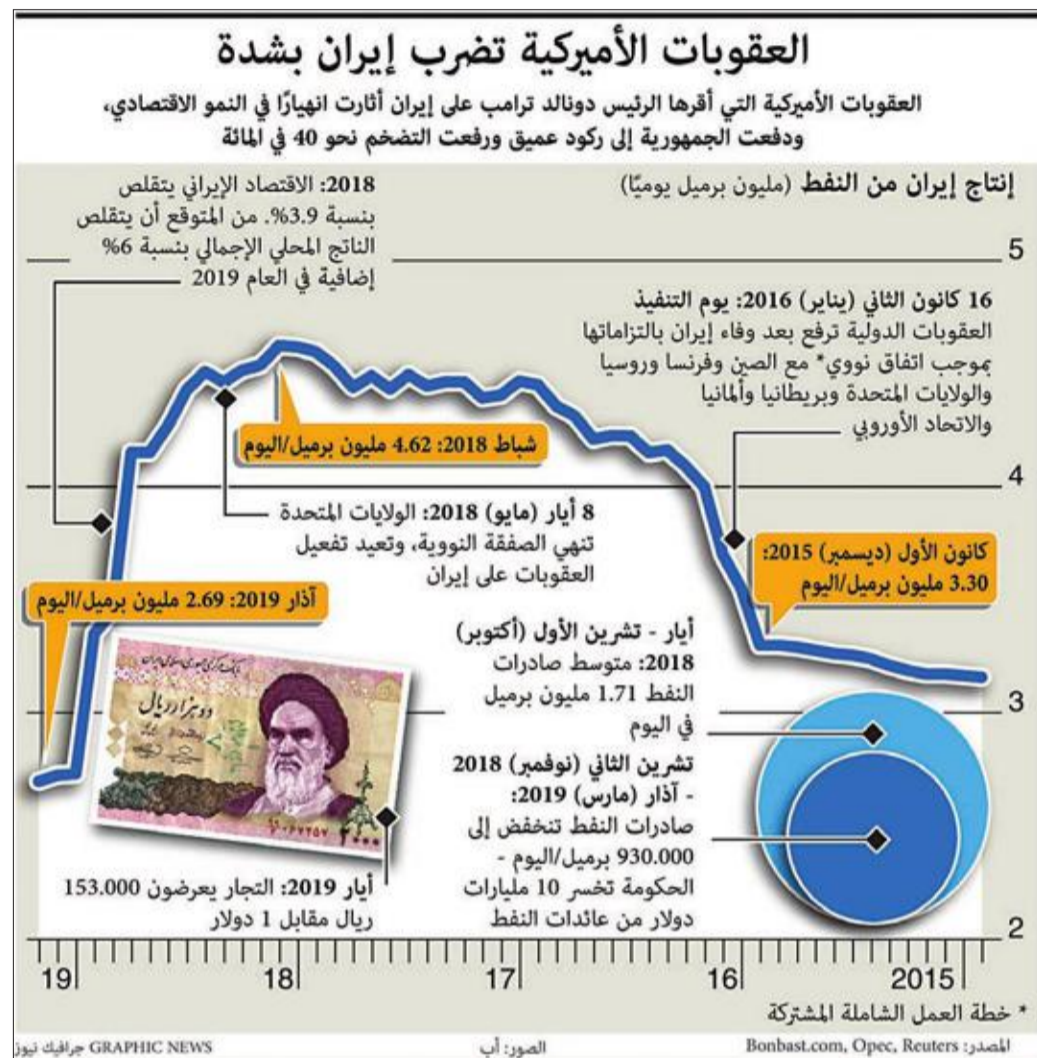 العقوبات الأميركية تضرب إيران بشدة
العقوبات الأميركية التي أقرها الرئيس دونالد ترامب على إيران أثارت انهيارًا في النمو الاقتصادي،
ودفعت الجمهورية إلى ركود عميق ورفعت التضخم نحو 40 في المائة
إنتاج إيران من النفط (مليون برميل يوميًا)
2018: الاقتصاد الإيراني يتقلص
بنسبة 3.9%. من المتوقع أن يتقلص
الناتج المحلي الإجمالي بنسبة 6%
إضافية في العام 2019
5
16 كانون الثاني (يناير) 2016: يوم التنفيذ
العقوبات الدولية ترفع بعد وفاء إيران بالتزاماتها
بموجب اتفاق نووي* مع الصين وفرنسا وروسيا
والولايات المتحدة وبريطانيا وألمانيا
والاتحاد الأوروبي
شباط 2018: 4.62 مليون برميل/اليوم
4
8 أيار (مايو) 2018: الولايات المتحدة
تنهي الصفقة النووية، وتعيد تفعيل
العقوبات على إيران
كانون الأول (ديسمبر) 2015:
3.30 مليون برميل/اليوم
آذار 2019: 2.69 مليون برميل/اليوم
أيار - تشرين الأول (أكتوبر)
2018: متوسط صادرات
النفط 1.71 مليون برميل
في اليوم
3
تشرين الثاني (نوفمبر) 2018
- آذار (مارس) 2019:
صادرات النفط تنخفض إلى
930.000 برميل/اليوم -
الحكومة تخسر 10 مليارات
دولار من عائدات النفط
دو هزار ریال
أيار 2019: التجار يعرضون 153.000
ريال مقابل 1 دولار
2
2015
16
17
18
19
* خطة العمل الشاملة المشتركة
المصدر: Bonbast.com, Opec, Reuters
الصور: أب
GRAPHIC NEWS جرافيك نيوز